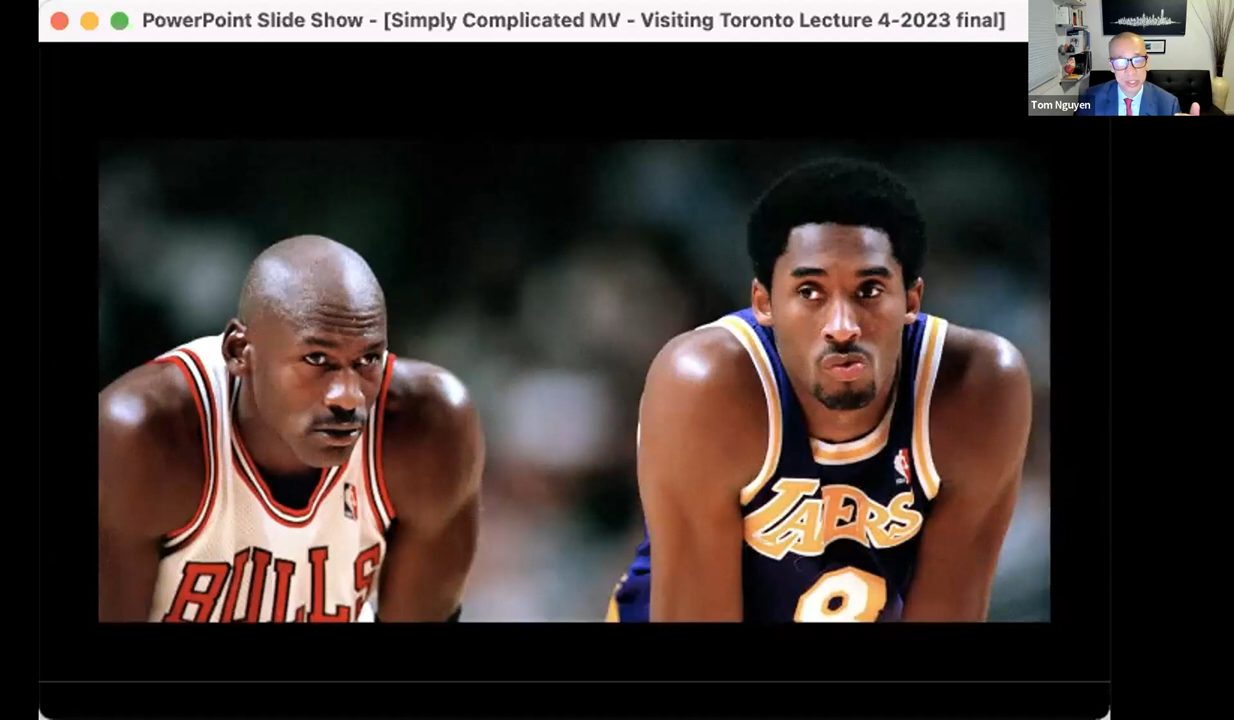 PowerPoint Slide Show - [Simply Complicated MV - Visiting Toronto Lecture 4-2023 final]
Tom Nguyen
BULLS
LAKERS
8